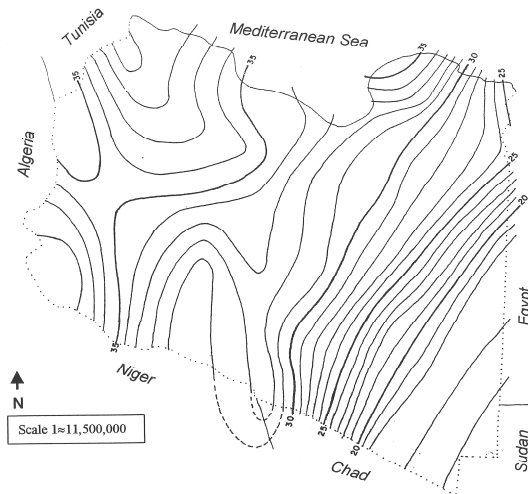 Tunisia
Mediterranean Sea
35
30
25
35
35
Algeria
25
20
Egypt
35
Niger
N
Scale 1≈11,500,000
30
25
20
Chad
Sudan